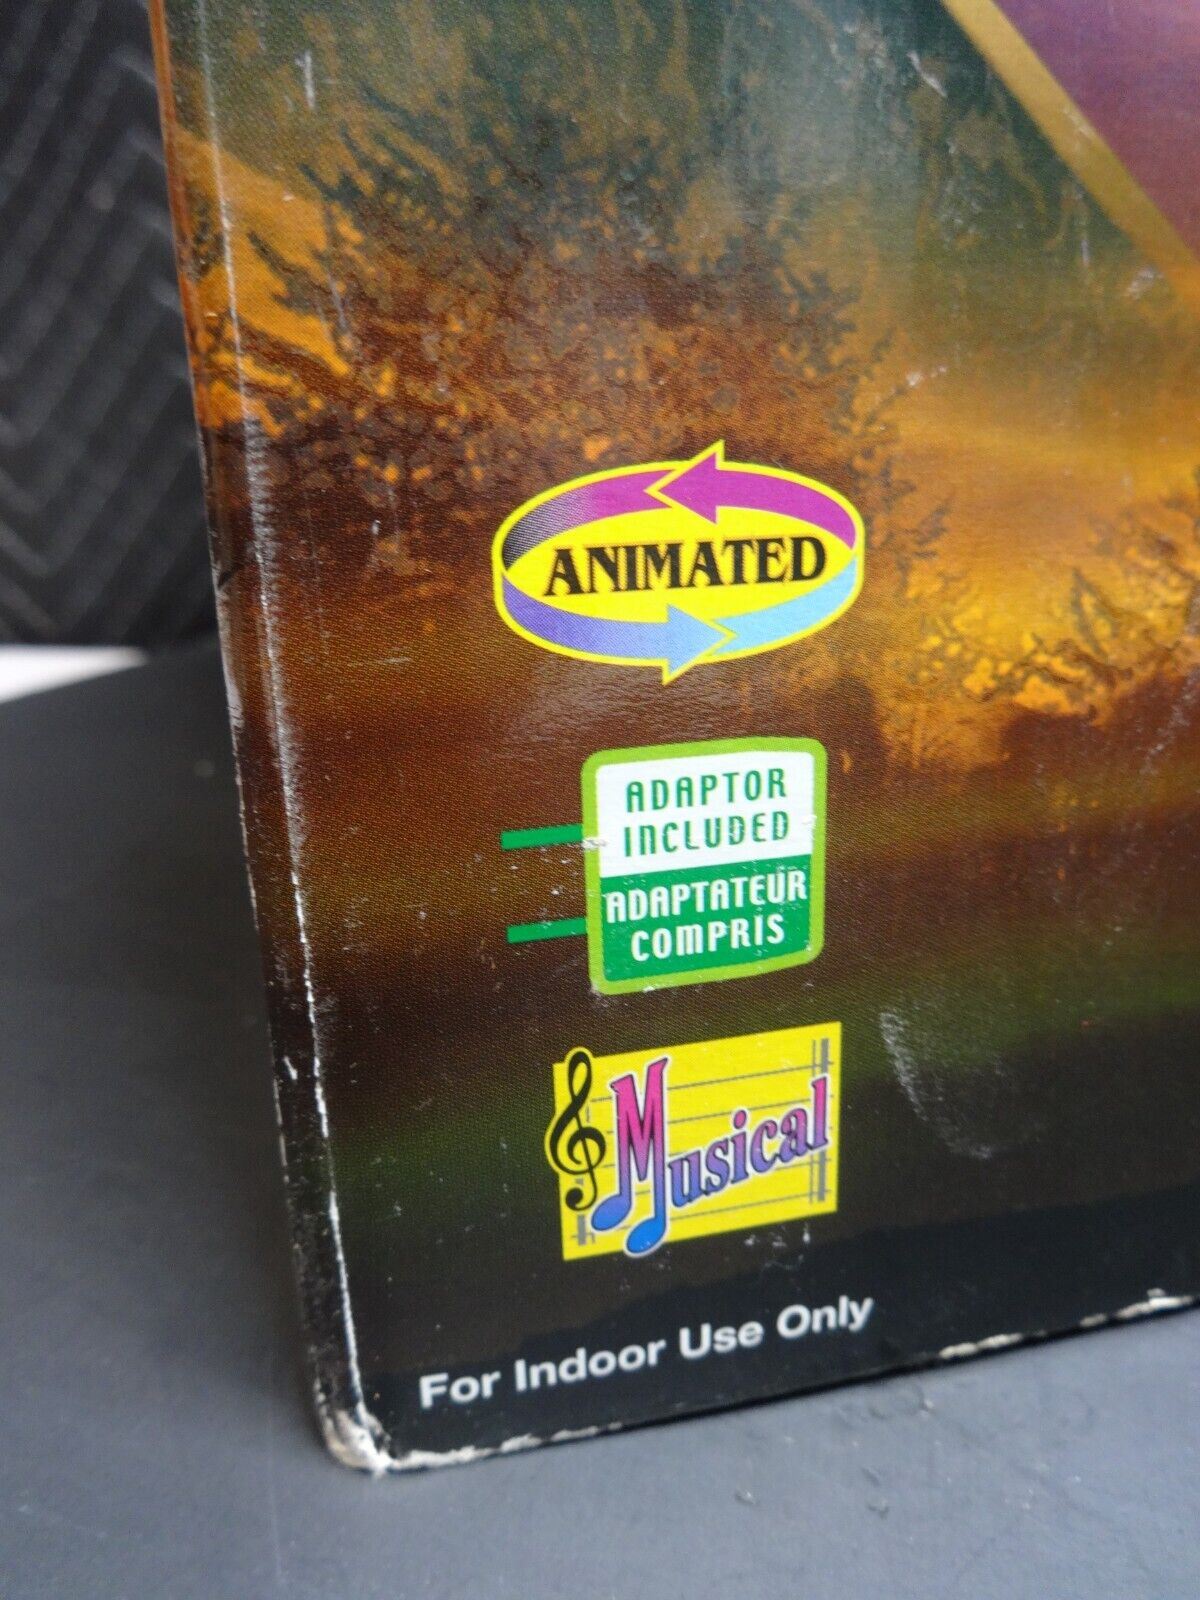 ANIMATED
ADAPTOR
INCLUDED
ADAPTATEUR
COMPRIS
Musical
For Indoor Use Only